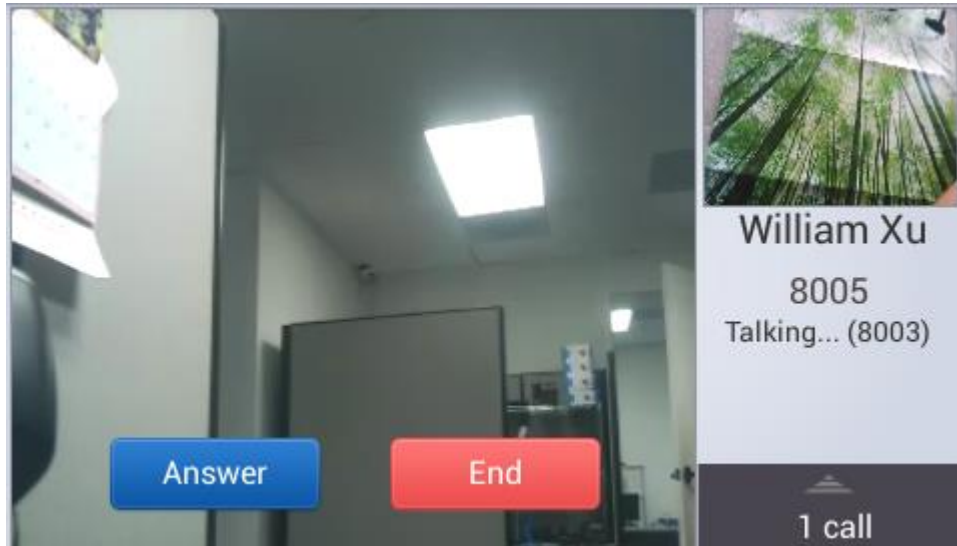 William Xu
8005
Talking... (8003)
Answer
End
1 call